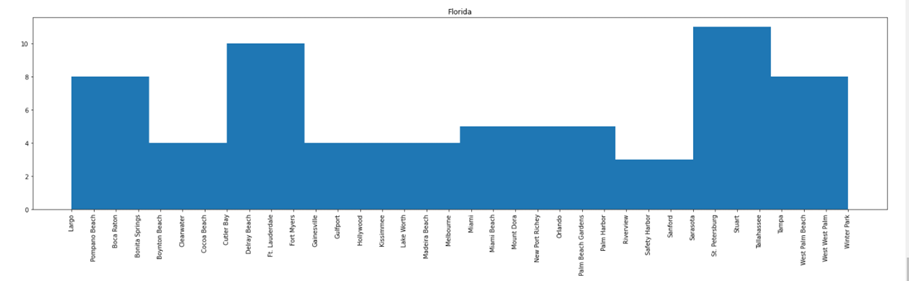 Florida
10
8
6
4
2
0
Largo
Pompano Beach
Boca Raton
Bonita Springs
Boynton Beach
Clearwater
Cocoa Beach
Cutler Bay
Delray Beach
Ft. Lauderdale
Fort Myers
Gainesville
Gulfport
Hollywood
Kissimmee
Lake Worth
Madeira Beach
Melbourne
Miami
Miami Beach
Mount Dora
New Port Richey
Orlando
Palm Beach Gardens
Palm Harbor
Riverview
Safety Harbor
Sanford
Sarasota
St. Petersburg
Stuart
Tallahassee
Tampa
West Palm Beach
West West Palm
Winter Park